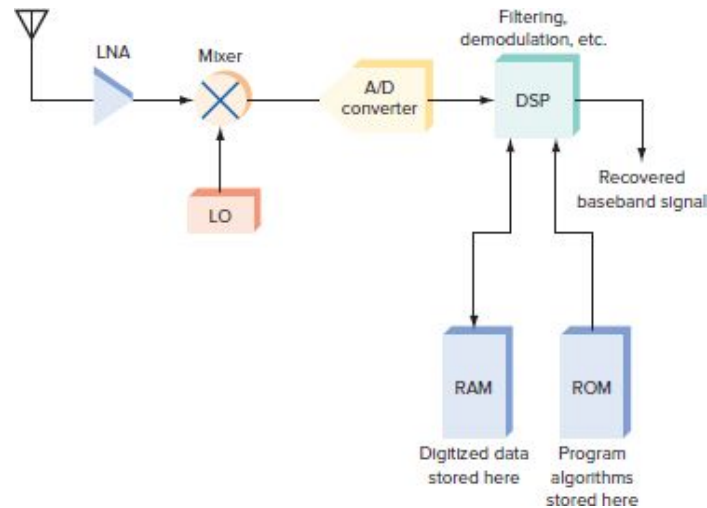 Filtering,
demodulation, etc.
LNA
Mixer
A/D
converter
DSP
LO
Recovered
baseband signal
RAM
ROM
Digitized data
stored here
Program
algorithms
stored here